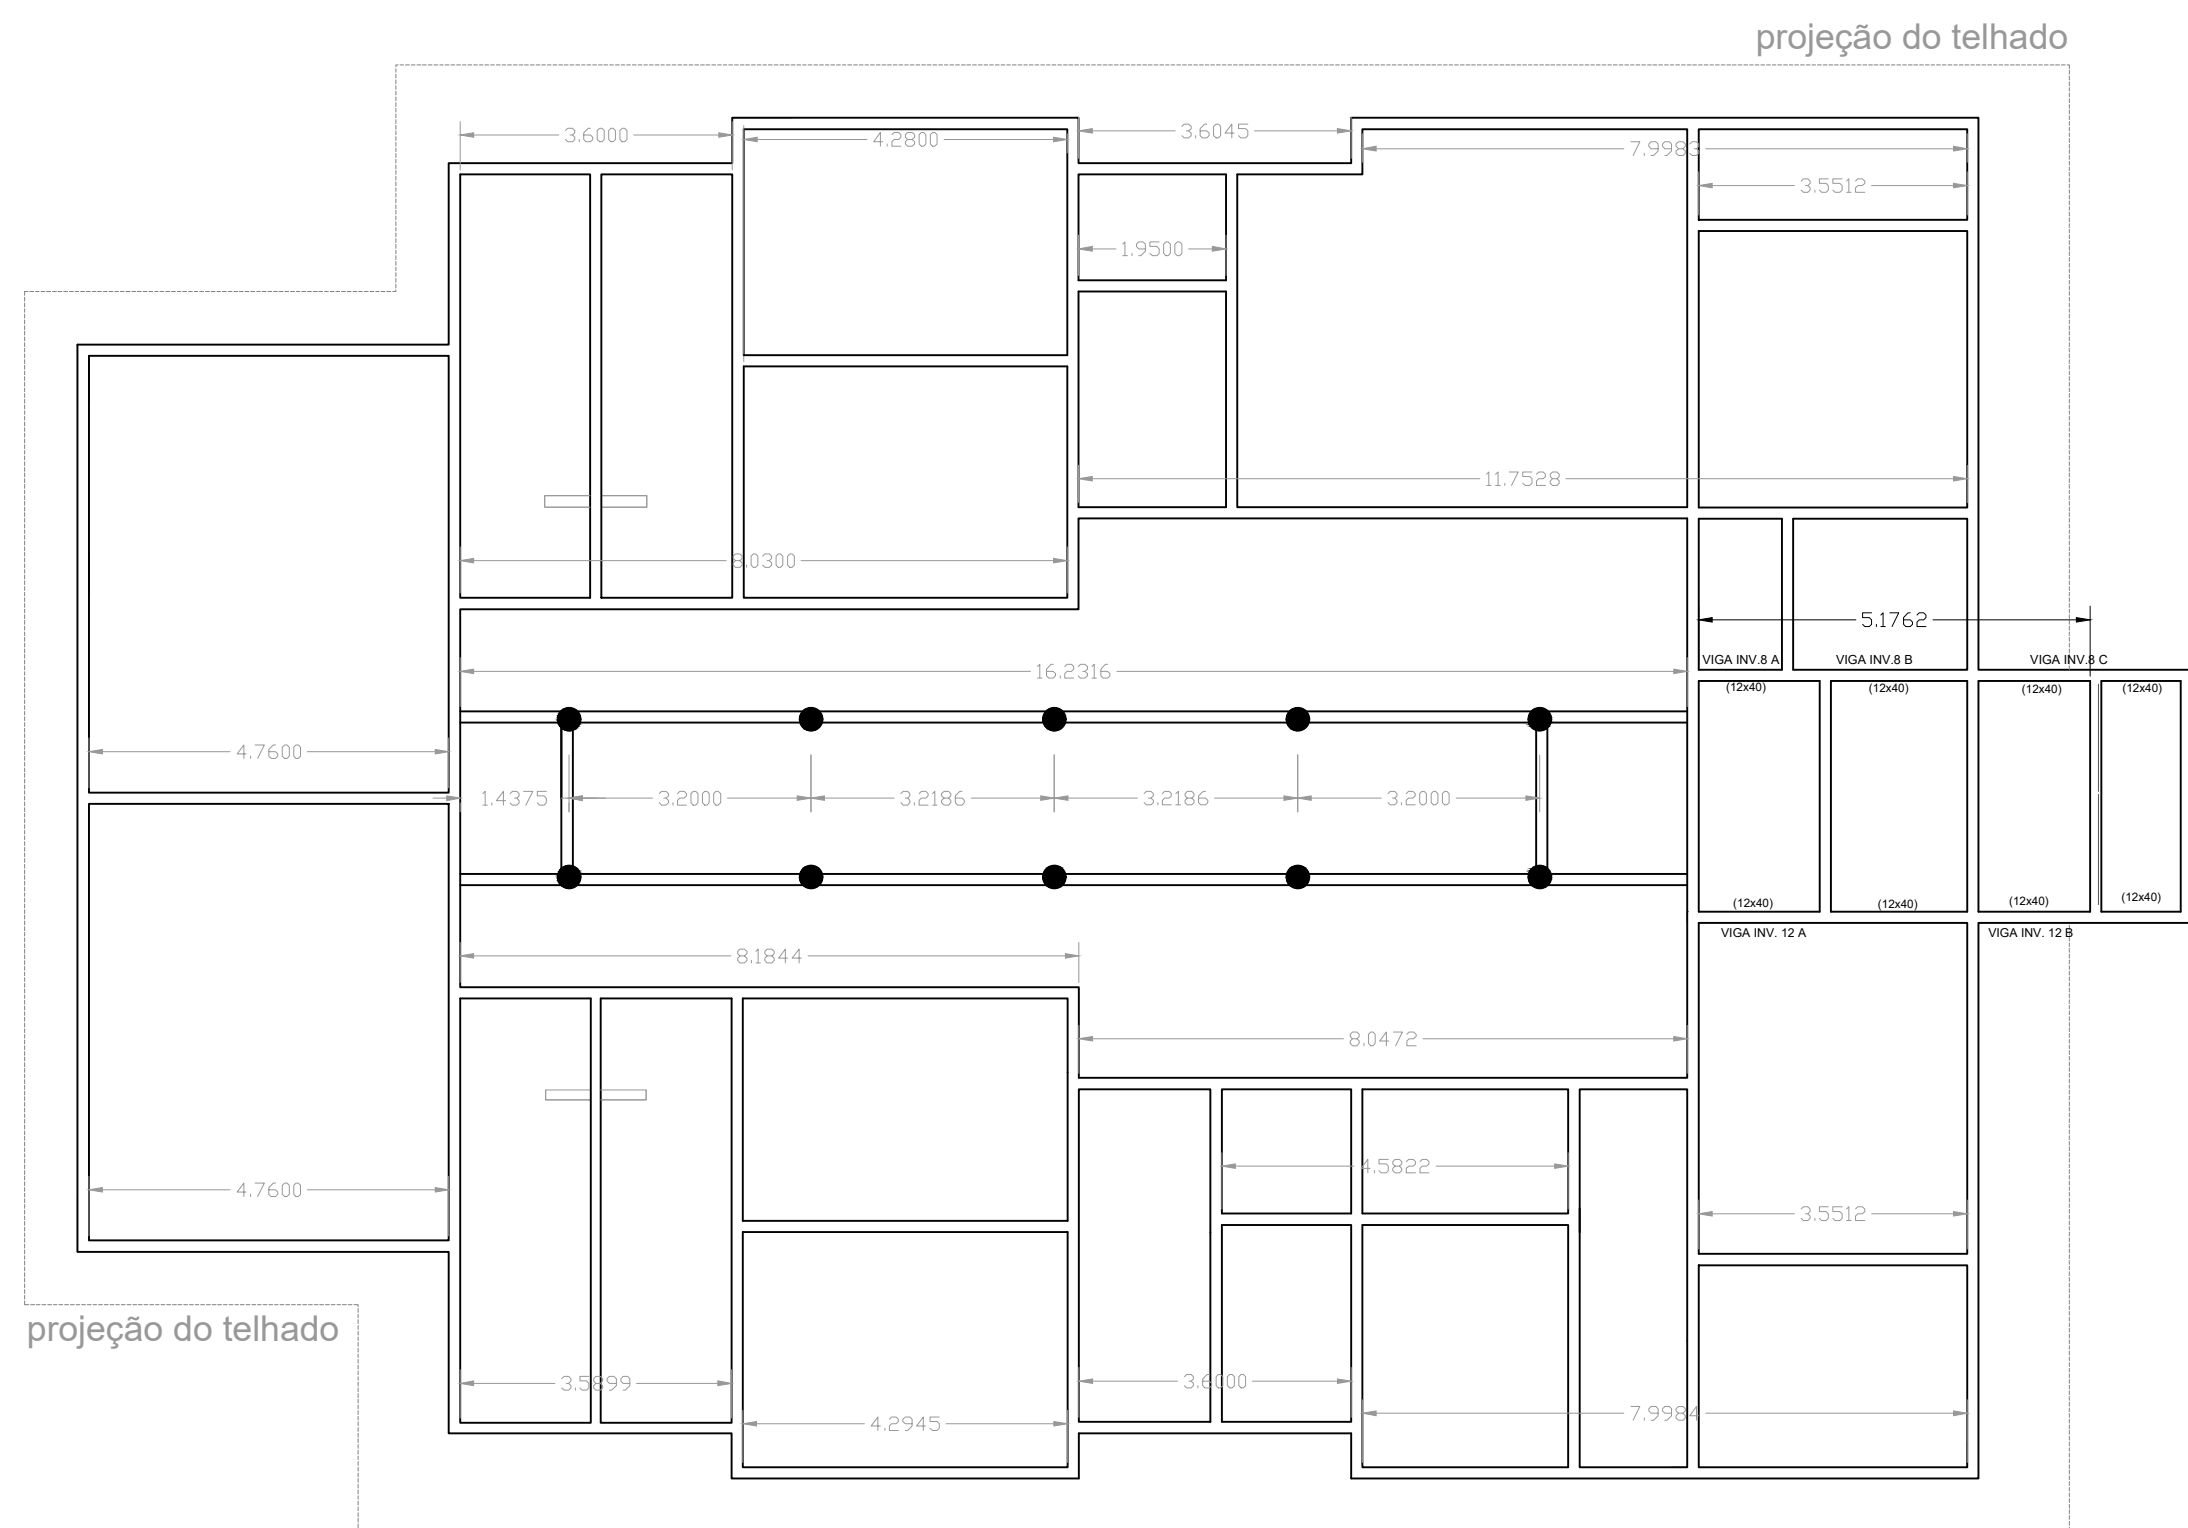 projeção do telhado
3.6000
4.2800
3.6045
7.9983
3.5512
1.9500
11.7528
8.0300
5.1762
VIGA INV.8 A
VIGA INV.8 B
VIGA INV.8 C
16.2316
(12x40)
(12x40)
(12x40)
(12x40)
4.7600
1.4375
3.2000
3.2186
3.2186
3.2000
(12x40)
(12x40)
(12x40)
(12x40)
VIGA INV. 12 A
VIGA INV. 12 B
8.1844
8.0472
4.5822
4.7600
3.5512
projeção do telhado
3.5899
3.6000
4.2945
7.9984